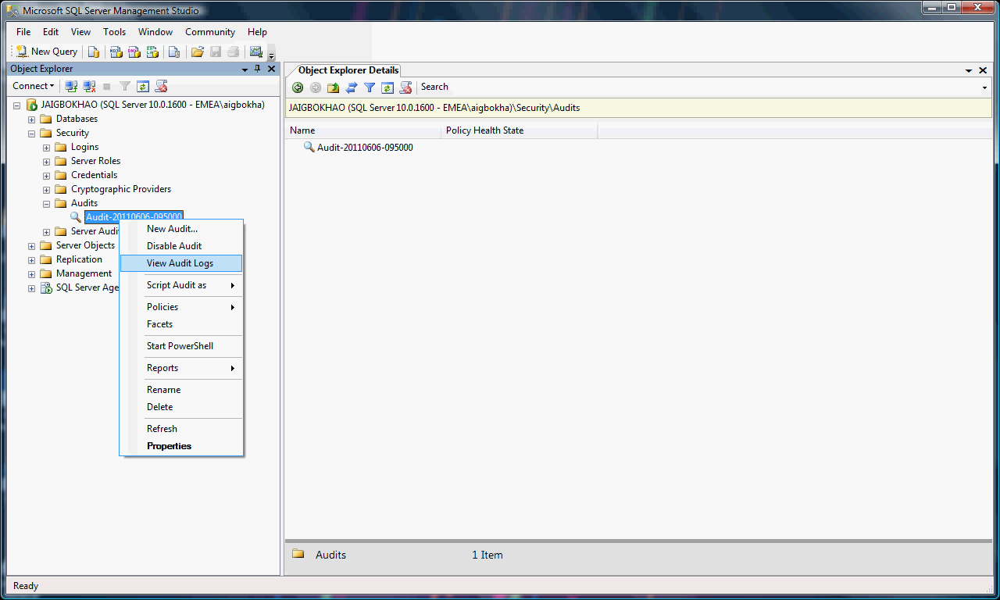 Microsoft SQL Server Management Studio
File Edit View Tools Window Community Help
New Query
Object Explorer
Connect
JAIGBOKHAO (SQL Server 10.0.1600 - EMEA\aigbokha)
Databases
Security
Logins
Server Roles
Credentials
Cryptographic Providers
Audits
Audit-20110606-095000
Server Audi
Server Objects
Replication
Management
SQL Server Age
New Audit...
Disable Audit
View Audit Logs
Script Audit as
Policies
Facets
Start PowerShell
Reports
Rename
Delete
Refresh
Properties
Object Explorer Details
Search
JAIGBOKHAO (SQL Server 10.0.1600 - EMEA\aigbokha)\Security\Audits
Name Policy Health State
Audit-20110606-095000
Audits 1 Item
Ready